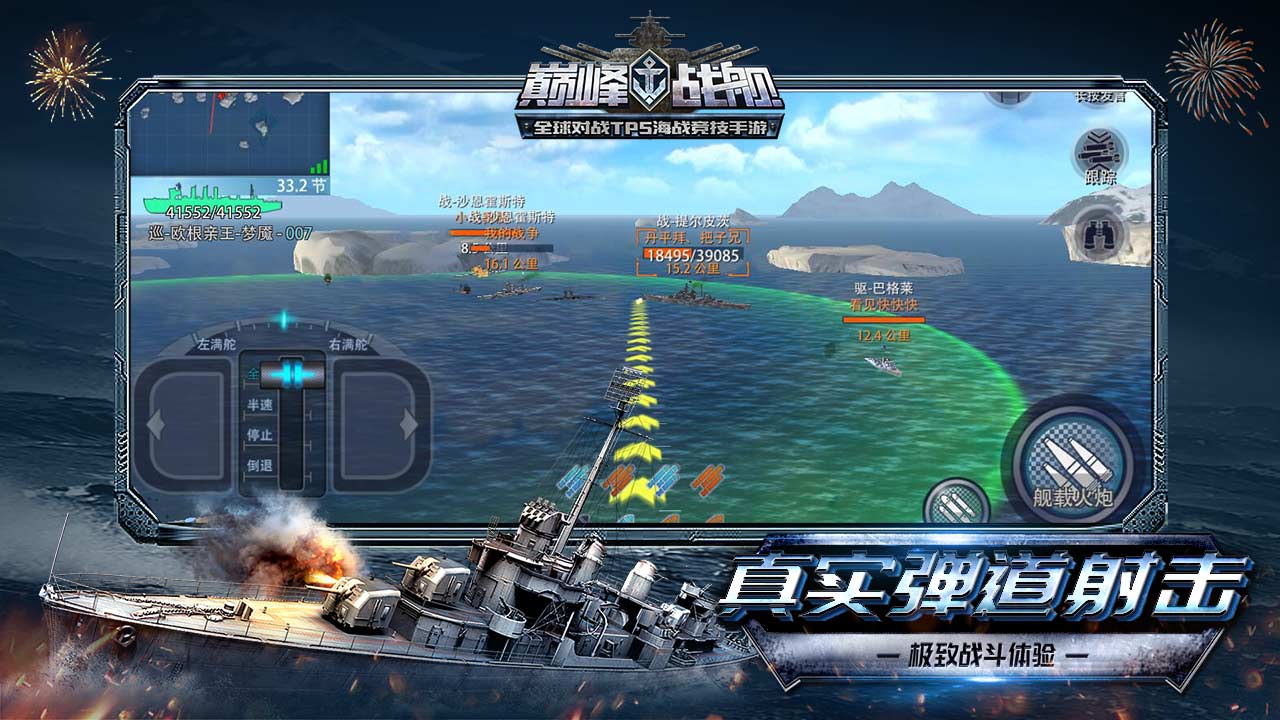 巅峰战舰
全球对战TPS海战竞技手游
长按发言
跟踪
33.2 节
41552/41552
巡-欧根亲王-梦魇-007
战-沙恩霍斯特
小战-沙恩霍斯特
我的战争
16.1 公里
战-提尔皮茨
丹平拜、把子兄
18495/39085
15.2 公里
驱-巴格莱
看见快快快
12.4 公里
左满舵
右满舵
全
半速
停止
倒退
舰载火炮
真实弹道射击
极致战斗体验